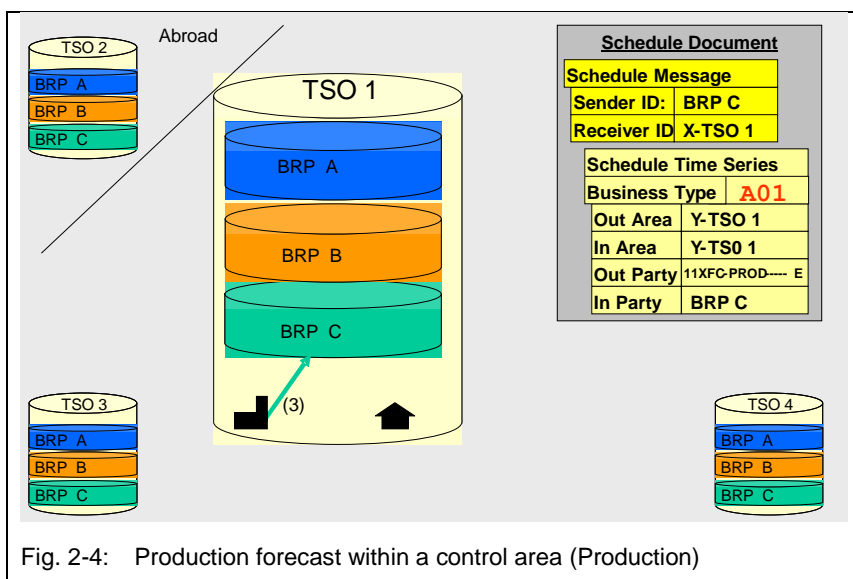 Abroad
TSO 2
BRP A
BRP B
BRP C
TSO 1
BRP A
BRP B
BRP C
(3)
Schedule Document
Schedule Message
Sender ID: BRP C
Receiver ID X-TSO 1
Schedule Time Series
Business Type A01
Out Area Y-TSO 1
In Area Y-TS0 1
Out Party 11XFC-PROD----- E
In Party BRP C
TSO 3
BRP A
BRP B
BRP C
TSO 4
BRP A
BRP B
BRP C
Fig. 2-4: Production forecast within a control area (Production)